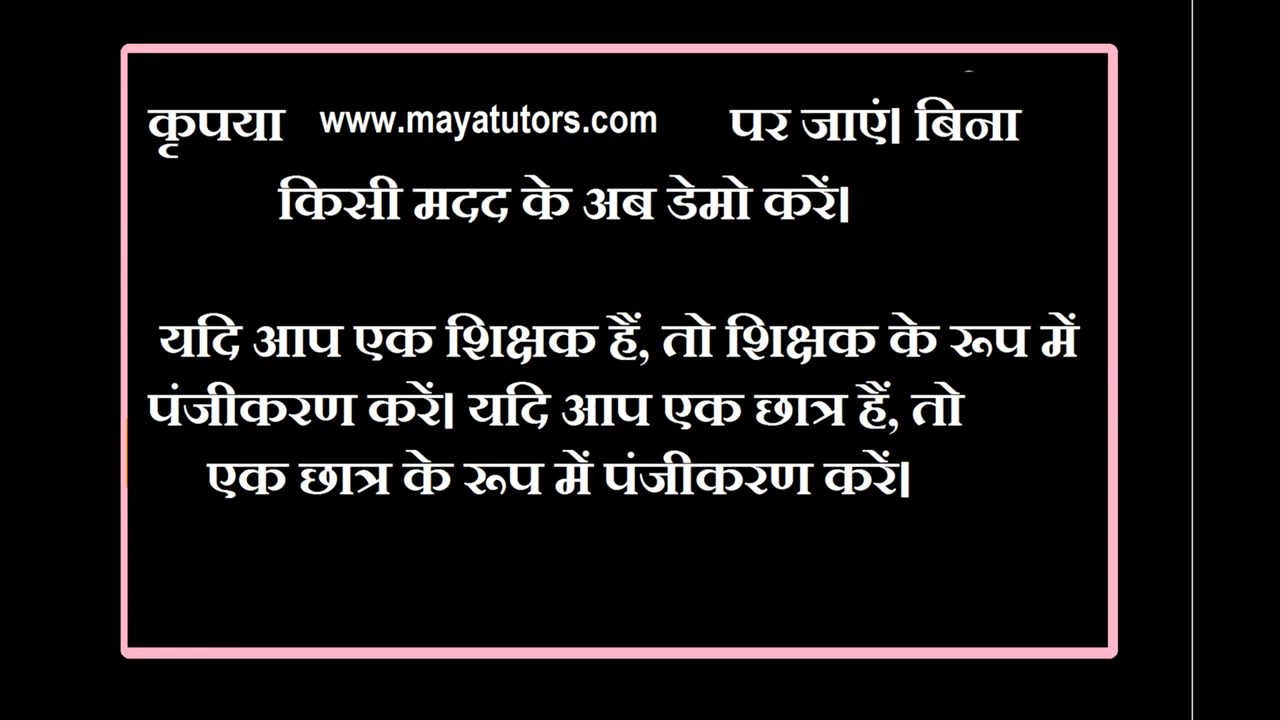 कृपया www.mayatutors.com पर जाएं। बिना
किसी मदद के अब डेमो करें।
यदि आप एक शिक्षक हैं, तो शिक्षक के रूप में
पंजीकरण करें। यदि आप एक छात्र हैं, तो
एक छात्र के रूप में पंजीकरण करें।